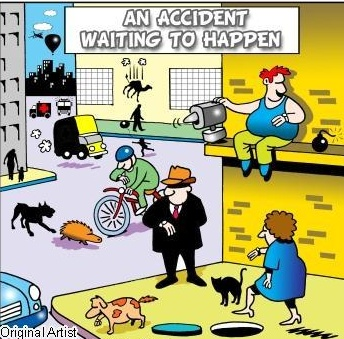 AN ACCIDENT
WAITING TO HAPPEN
Original Artist